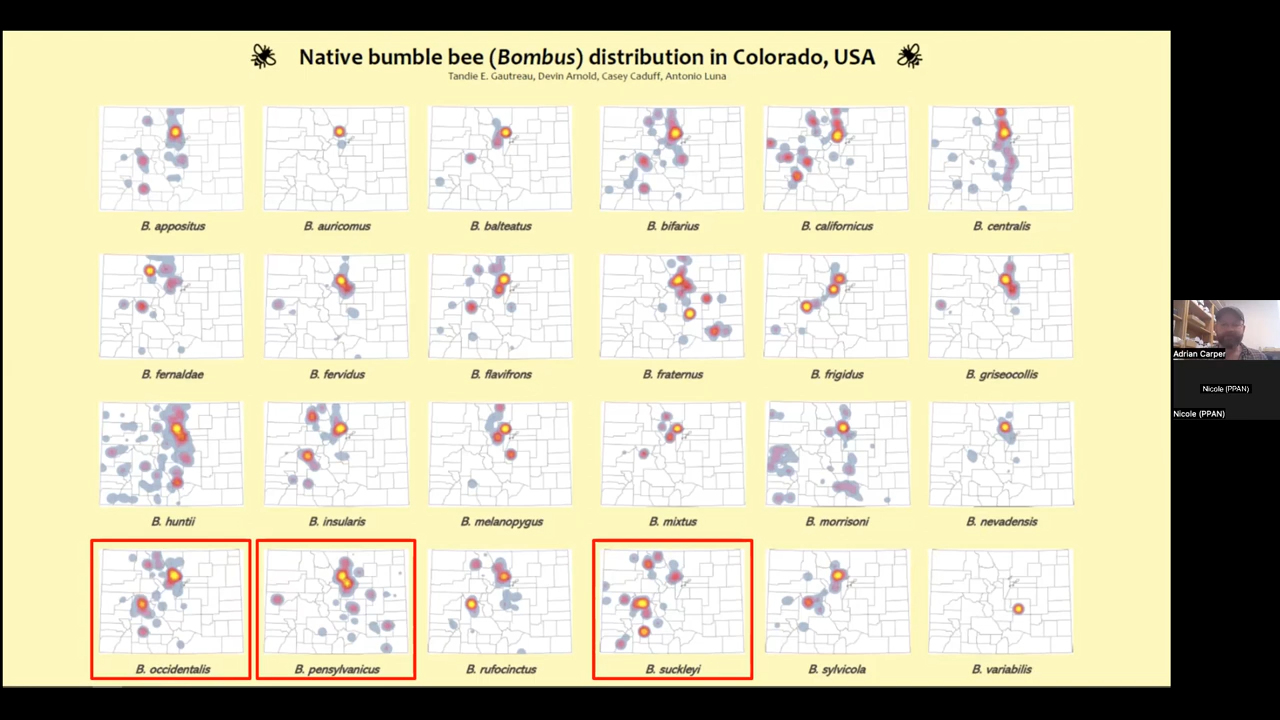 Native bumble bee (Bombus) distribution in Colorado, USA
Tandie E. Gautreau, Devin Arnold, Casey Caduff, Antonio Luna
B. appositus
B. auricomus
B. balteatus
B. bifarius
B. californicus
B. centralis
B. fernaldae
B. fervidus
B. flavifrons
B. fraternus
B. frigidus
B. griseocollis
B. huntii
B. insularis
B. melanopygus
B. mixtus
B. morrisoni
B. nevadensis
B. occidentalis
B. pensylvanicus
B. rufocinctus
B. suckleyi
B. sylvicola
B. variabilis
Adrian Carper
Nicole (PPAN)
Nicole (PPAN)